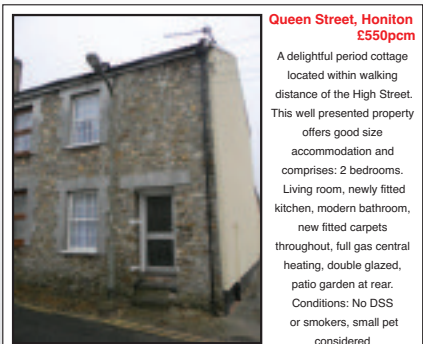 Queen Street, Honiton
£550pcm
A delightful period cottage
located within walking
distance of the High Street.
This well presented property
offers good size
accommodation and
comprises: 2 bedrooms.
Living room, newly fitted
kitchen, modern bathroom,
new fitted carpets
throughout, full gas central
heating, double glazed,
patio garden at rear.
Conditions: No DSS
or smokers, small pet
considered